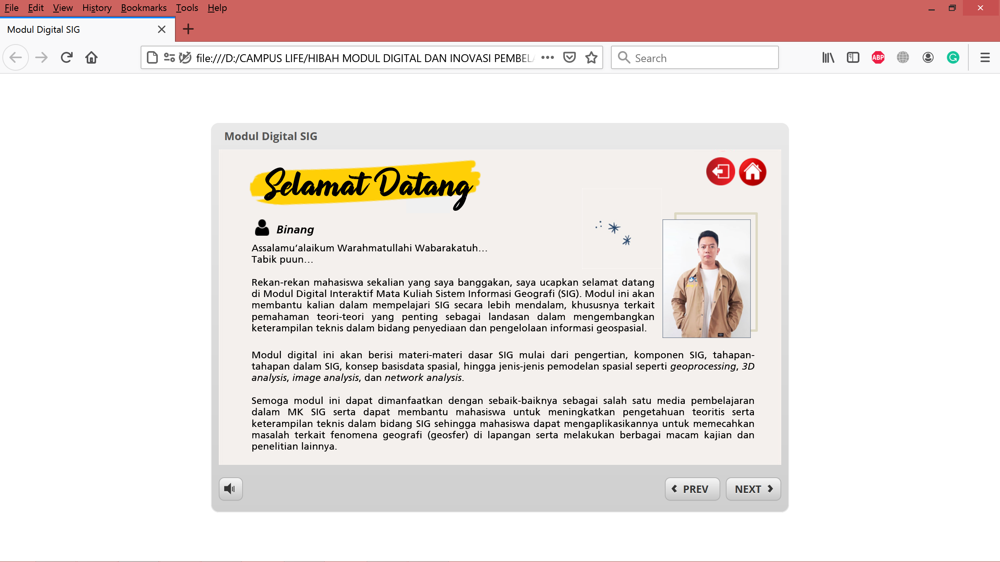 File Edit View History Bookmarks Tools Help
Modul Digital SIG
file:///D:/CAMPUS LIFE/HIBAH MODUL DIGITAL DAN INOVASI PEMBELA
Search
ABP
Modul Digital SIG
Selamat Datang
Binang
Assalamu’alaikum Warahmatullahi Wabarakatuh…
Tabik puun…
Rekan-rekan mahasiswa sekalian yang saya banggakan, saya ucapkan selamat datang
di Modul Digital Interaktif Mata Kuliah Sistem Informasi Geografi (SIG). Modul ini akan
membantu kalian dalam mempelajari SIG secara lebih mendalam, khususnya terkait
pemahaman teori-teori yang penting sebagai landasan dalam mengembangkan
keterampilan teknis dalam bidang penyediaan dan pengelolaan informasi geospasial.
Modul digital ini akan berisi materi-materi dasar SIG mulai dari pengertian, komponen SIG, tahapan-
tahapan dalam SIG, konsep basisdata spasial, hingga jenis-jenis pemodelan spasial seperti geoprocessing, 3D
analysis, image analysis, dan network analysis.
Semoga modul ini dapat dimanfaatkan dengan sebaik-baiknya sebagai salah satu media pembelajaran
dalam MK SIG serta dapat membantu mahasiswa untuk meningkatkan pengetahuan teoritis serta
keterampilan teknis dalam bidang SIG sehingga mahasiswa dapat mengaplikasikannya untuk memecahkan
masalah terkait fenomena geografi (geosfer) di lapangan serta melakukan berbagai macam kajian dan
penelitian lainnya.
PREV
NEXT